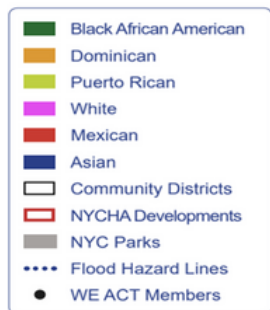 Black African American
Dominican
Puerto Rican
White
Mexican
Asian
Community Districts
NYCHA Developments
NYC Parks
Flood Hazard Lines
WE ACT Members